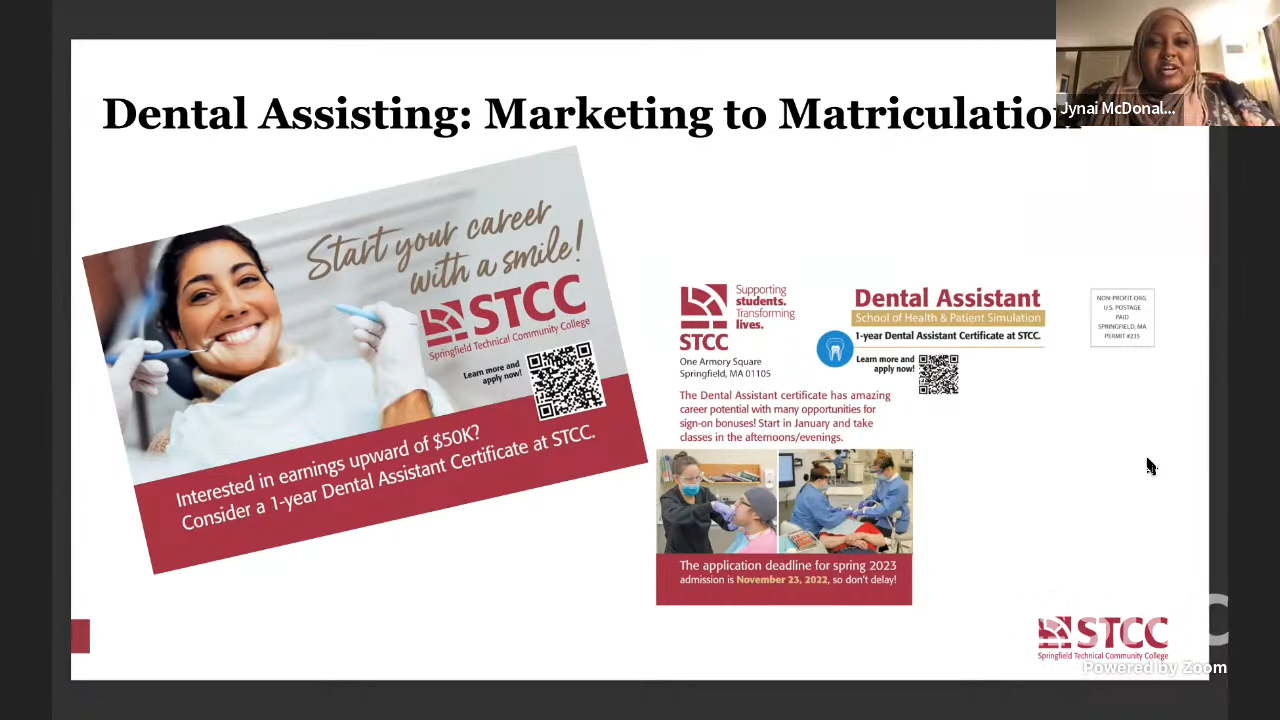 Dental Assisting: Marketing to Matriculation
Jynai McDonal...
Start your career
with a smile!
STCC
Springfield Technical Community College
Learn more and
apply now!
Interested in earnings upward of $50K?
Consider a 1-year Dental Assistant Certificate at STCC.
Supporting
students.
Transforming
lives.
STCC
One Armory Square
Springfield, MA 01105
Dental Assistant
School of Health & Patient Simulation
1-year Dental Assistant Certificate at STCC.
Learn more and
apply now!
NON-PROFIT ORG
U.S. POSTAGE
PAID
SPRINGFIELD, MA
PERMIT #235
The Dental Assistant certificate has amazing
career potential with many opportunities for
sign-on bonuses! Start in January and take
classes in the afternoons/evenings.
The application deadline for spring 2023
admission is November 23, 2022, so don't delay!
STCC
Springfield Technical Community College
Powered by Zoom